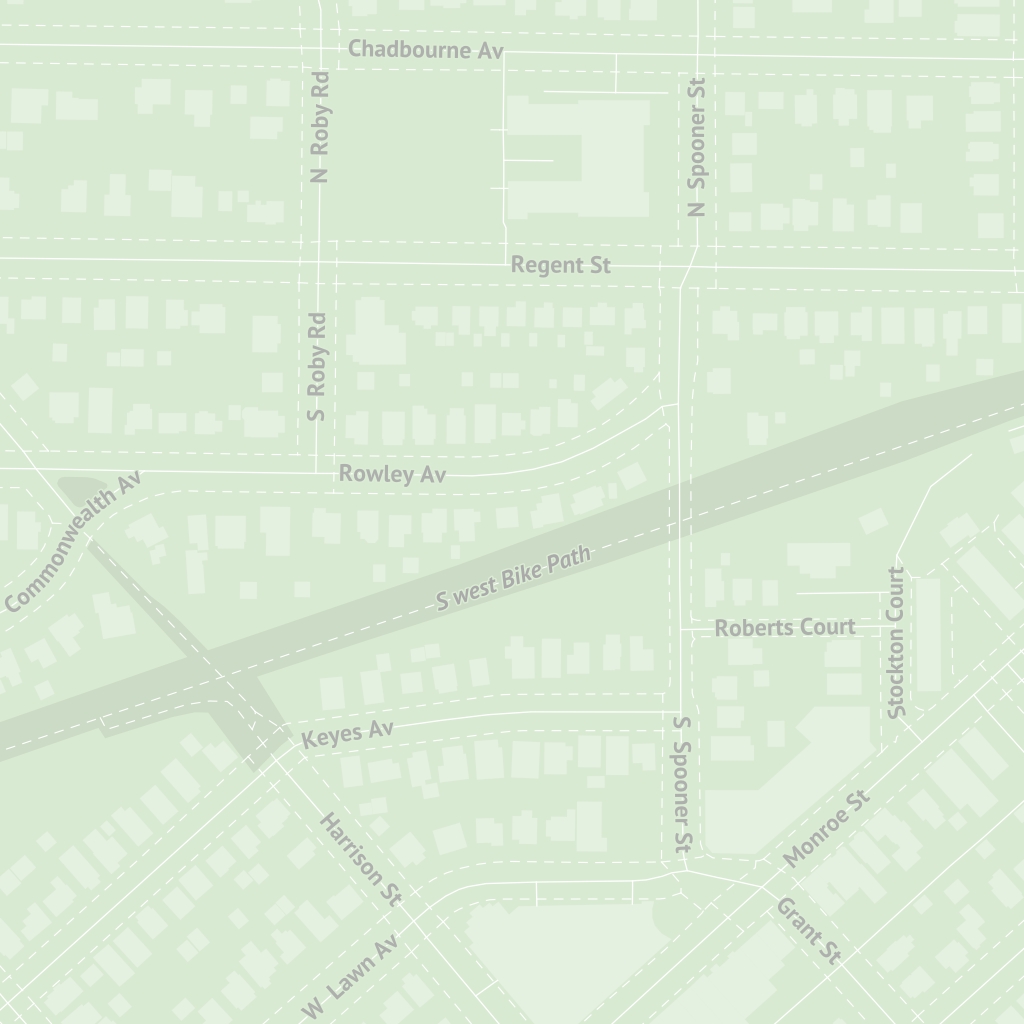 Chadbourne Av
N Roby Rd
N Spooner St
Regent St
S Roby Rd
Rowley Av
Commonwealth Av
S west Bike Path
Roberts Court
Stockton Court
Keyes Av
S Spooner St
Harrison St
Monroe St
Grant St
W Lawn Av